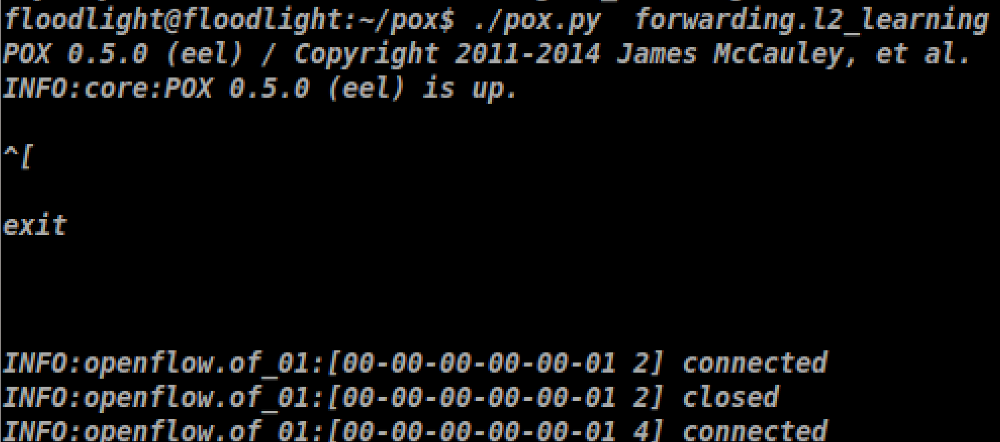 floodlight@floodlight:~/pox$ ./pox.py  forwarding.l2_learning
POX 0.5.0 (eel) / Copyright 2011-2014 James McCauley, et al.
INFO:core:POX 0.5.0 (eel) is up.
^[
exit
INFO:openflow.of_01:[00-00-00-00-00-01 2] connected
INFO:openflow.of_01:[00-00-00-00-00-01 2] closed
INFO:openflow.of_01:[00-00-00-00-00-01 4] connected